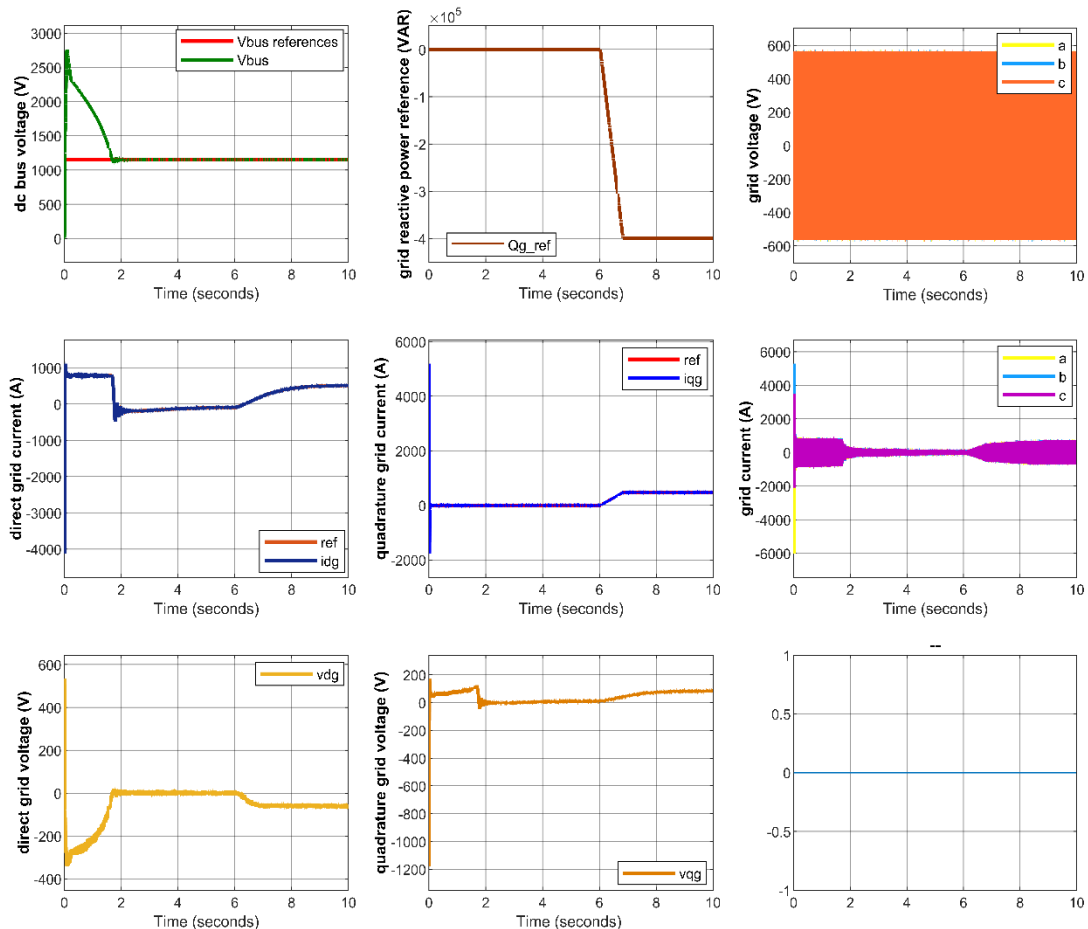 dc bus voltage (V)
3000
2500
2000
1500
1000
500
0
Vbus references
Vbus
0 2 4 6 8 10
Time (seconds)
grid reactive power reference (VAR)
×10⁵
0
-1
-2
-3
-4
Qg_ref
0 2 4 6 8 10
Time (seconds)
grid voltage (V)
600
400
200
0
-200
-400
-600
a
b
c
0 2 4 6 8 10
Time (seconds)
direct grid current (A)
1000
0
-1000
-2000
-3000
-4000
ref
idg
0 2 4 6 8 10
Time (seconds)
quadrature grid current (A)
6000
4000
2000
0
-2000
ref
iqg
0 2 4 6 8 10
Time (seconds)
grid current (A)
6000
4000
2000
0
-2000
-4000
-6000
a
b
c
0 2 4 6 8 10
Time (seconds)
direct grid voltage (V)
600
400
200
0
-200
-400
vdg
0 2 4 6 8 10
Time (seconds)
quadrature grid voltage (V)
200
0
-200
-400
-600
-800
-1000
-1200
vqg
0 2 4 6 8 10
Time (seconds)
--
1
0.5
0
-0.5
-1
0 2 4 6 8 10
Time (seconds)